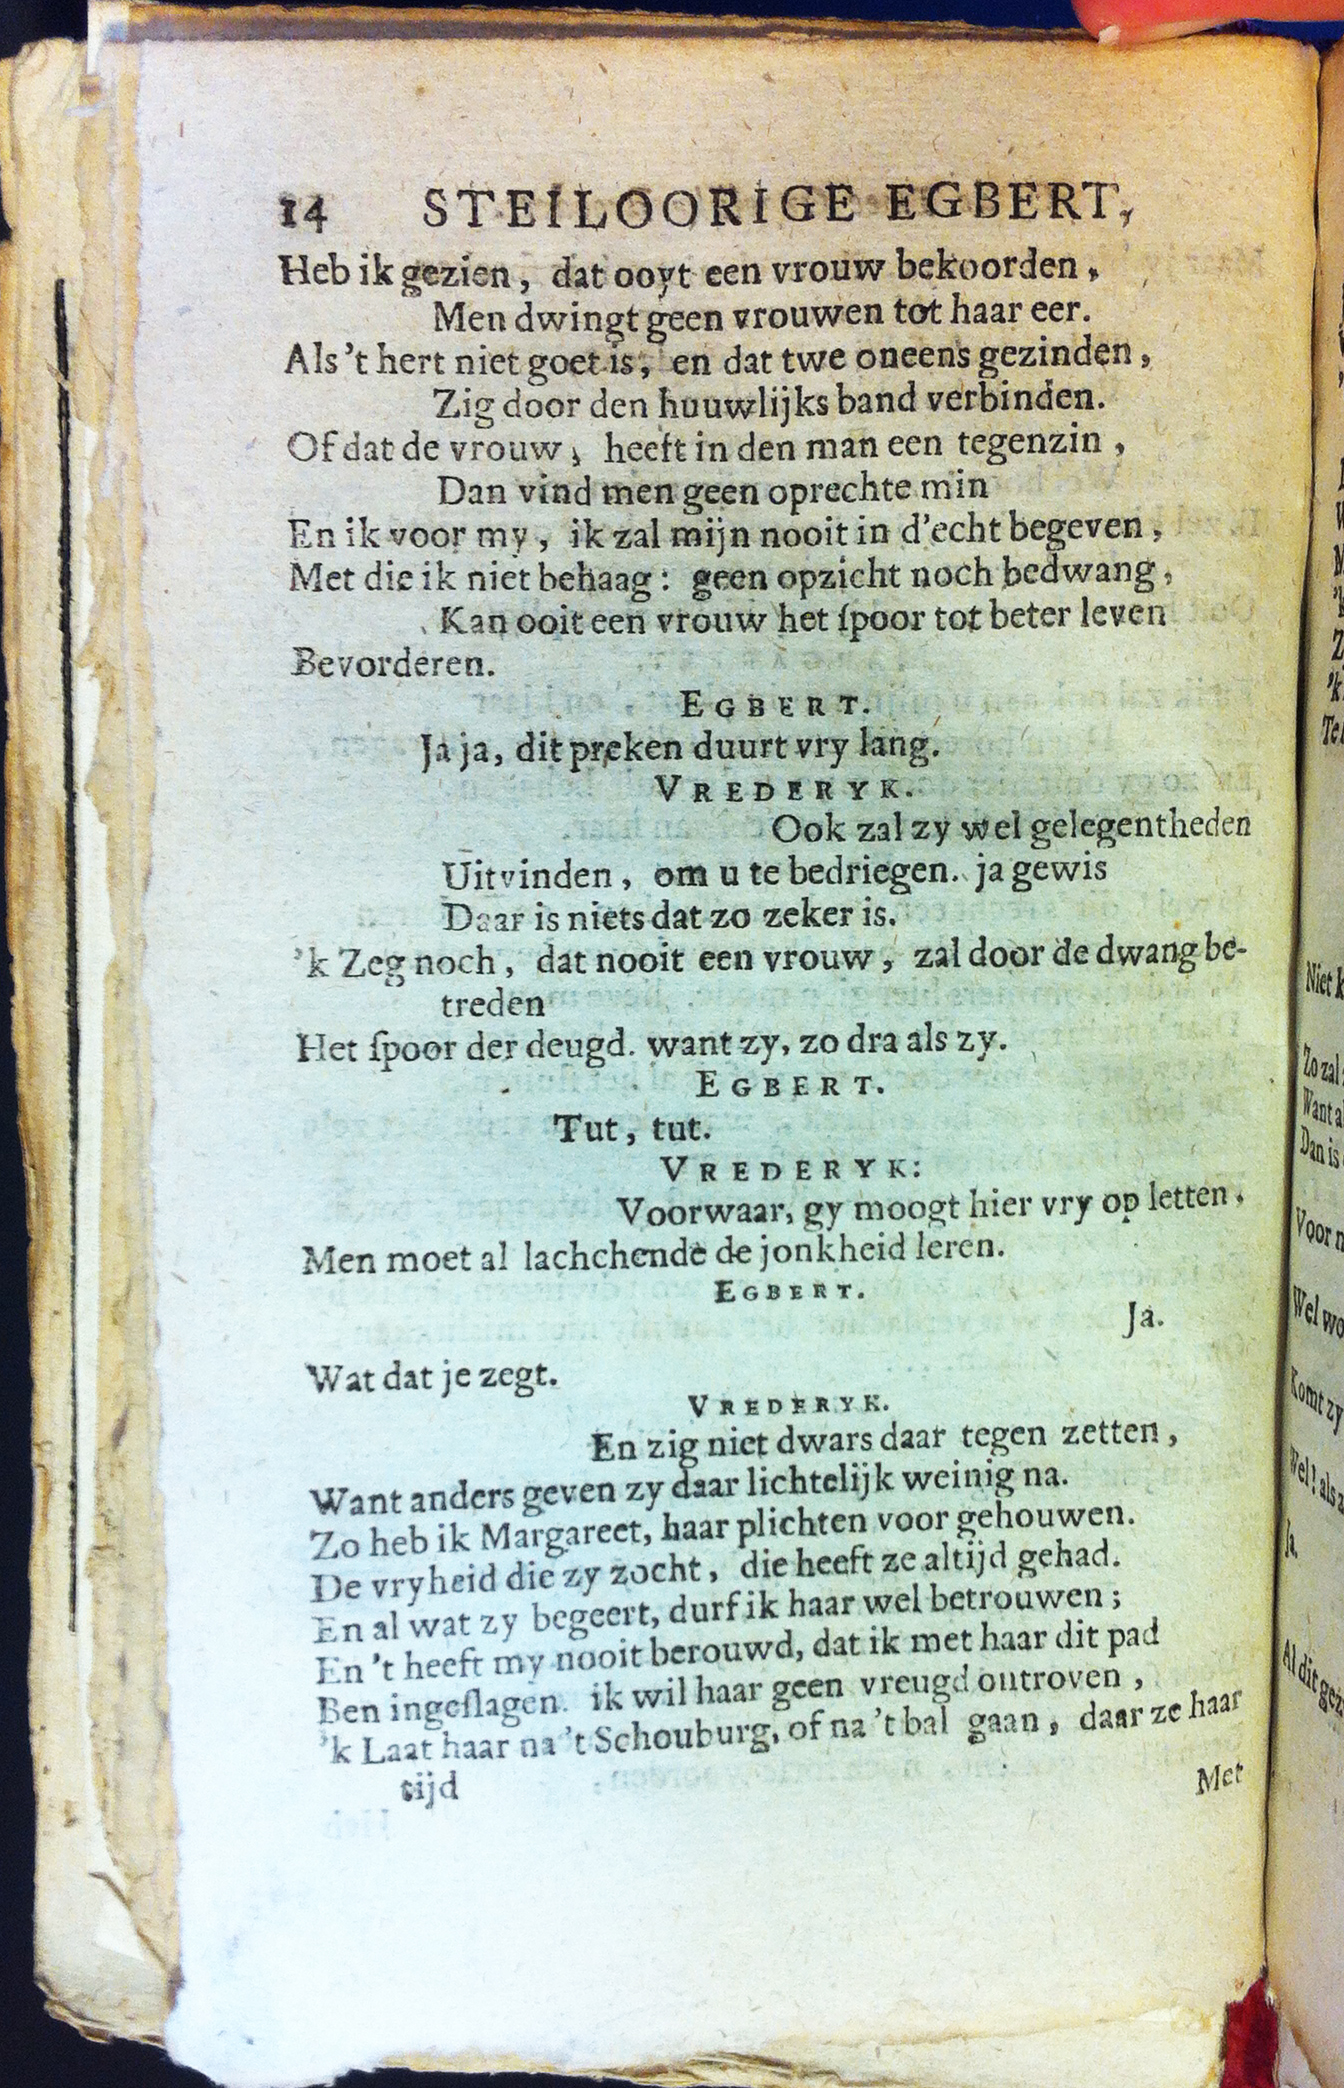 14 STEILOORIGE EGBERT,
Heb ik gezien, dat ooyt een vrouw bekoorden,
Men dwingt geen vrouwen tot haar eer.
Als 't hert niet goet is, en dat twe oneens gezinden,
Zig door den huuwlijks band verbinden.
Of dat de vrouw, heeft in den man een tegenzin,
Dan vind men geen oprechte min
En ik voor my, ik zal mijn nooit in d'echt begeven,
Met die ik niet behaag: geen opzicht noch bedwang,
Kan ooit een vrouw het ſpoor tot beter leven
Bevorderen.
EGBERT.
Ja ja, dit preken duurt vry lang.
VREDERYK.
Ook zal zy wel gelegentheden
Uitvinden, om u te bedriegen. ja gewis
Daar is niets dat zo zeker is.
'k Zeg noch, dat nooit een vrouw, zal door de dwang be-
treden
Het ſpoor der deugd. want zy, zo dra als zy.
EGBERT.
Tut, tut.
VREDERYK:
Voorwaar, gy moogt hier vry op letten.
Men moet al lachchende de jonkheid leren.
EGBERT.
Ja.
Wat dat je zegt.
VREDERYK.
En zig niet dwars daar tegen zetten,
Want anders geven zy daar lichtelijk weinig na.
Zo heb ik Margareet, haar plichten voor gehouwen.
De vryheid die zy zocht, die heeft ze altijd gehad.
En al wat zy begeert, durf ik haar wel betrouwen;
En 't heeft my nooit berouwd, dat ik met haar dit pad
Ben ingeſlagen. ik wil haar geen vreugd ontroven,
'k Laat haar na 't Schouburg, of na 't bal gaan, daar ze haar
tijd
Met